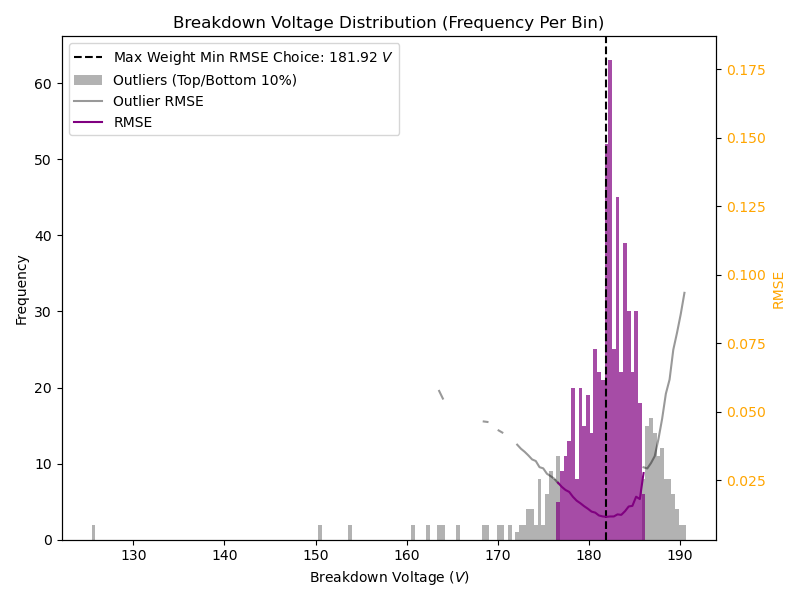 Breakdown Voltage Distribution (Frequency Per Bin)
Max Weight Min RMSE Choice: 181.92 V
Outliers (Top/Bottom 10%)
Outlier RMSE
RMSE
Frequency
60
50
40
30
20
10
0
130
140
150
160
170
180
190
Breakdown Voltage (V)
0.175
0.150
0.125
0.100
0.075
0.050
0.025
RMSE